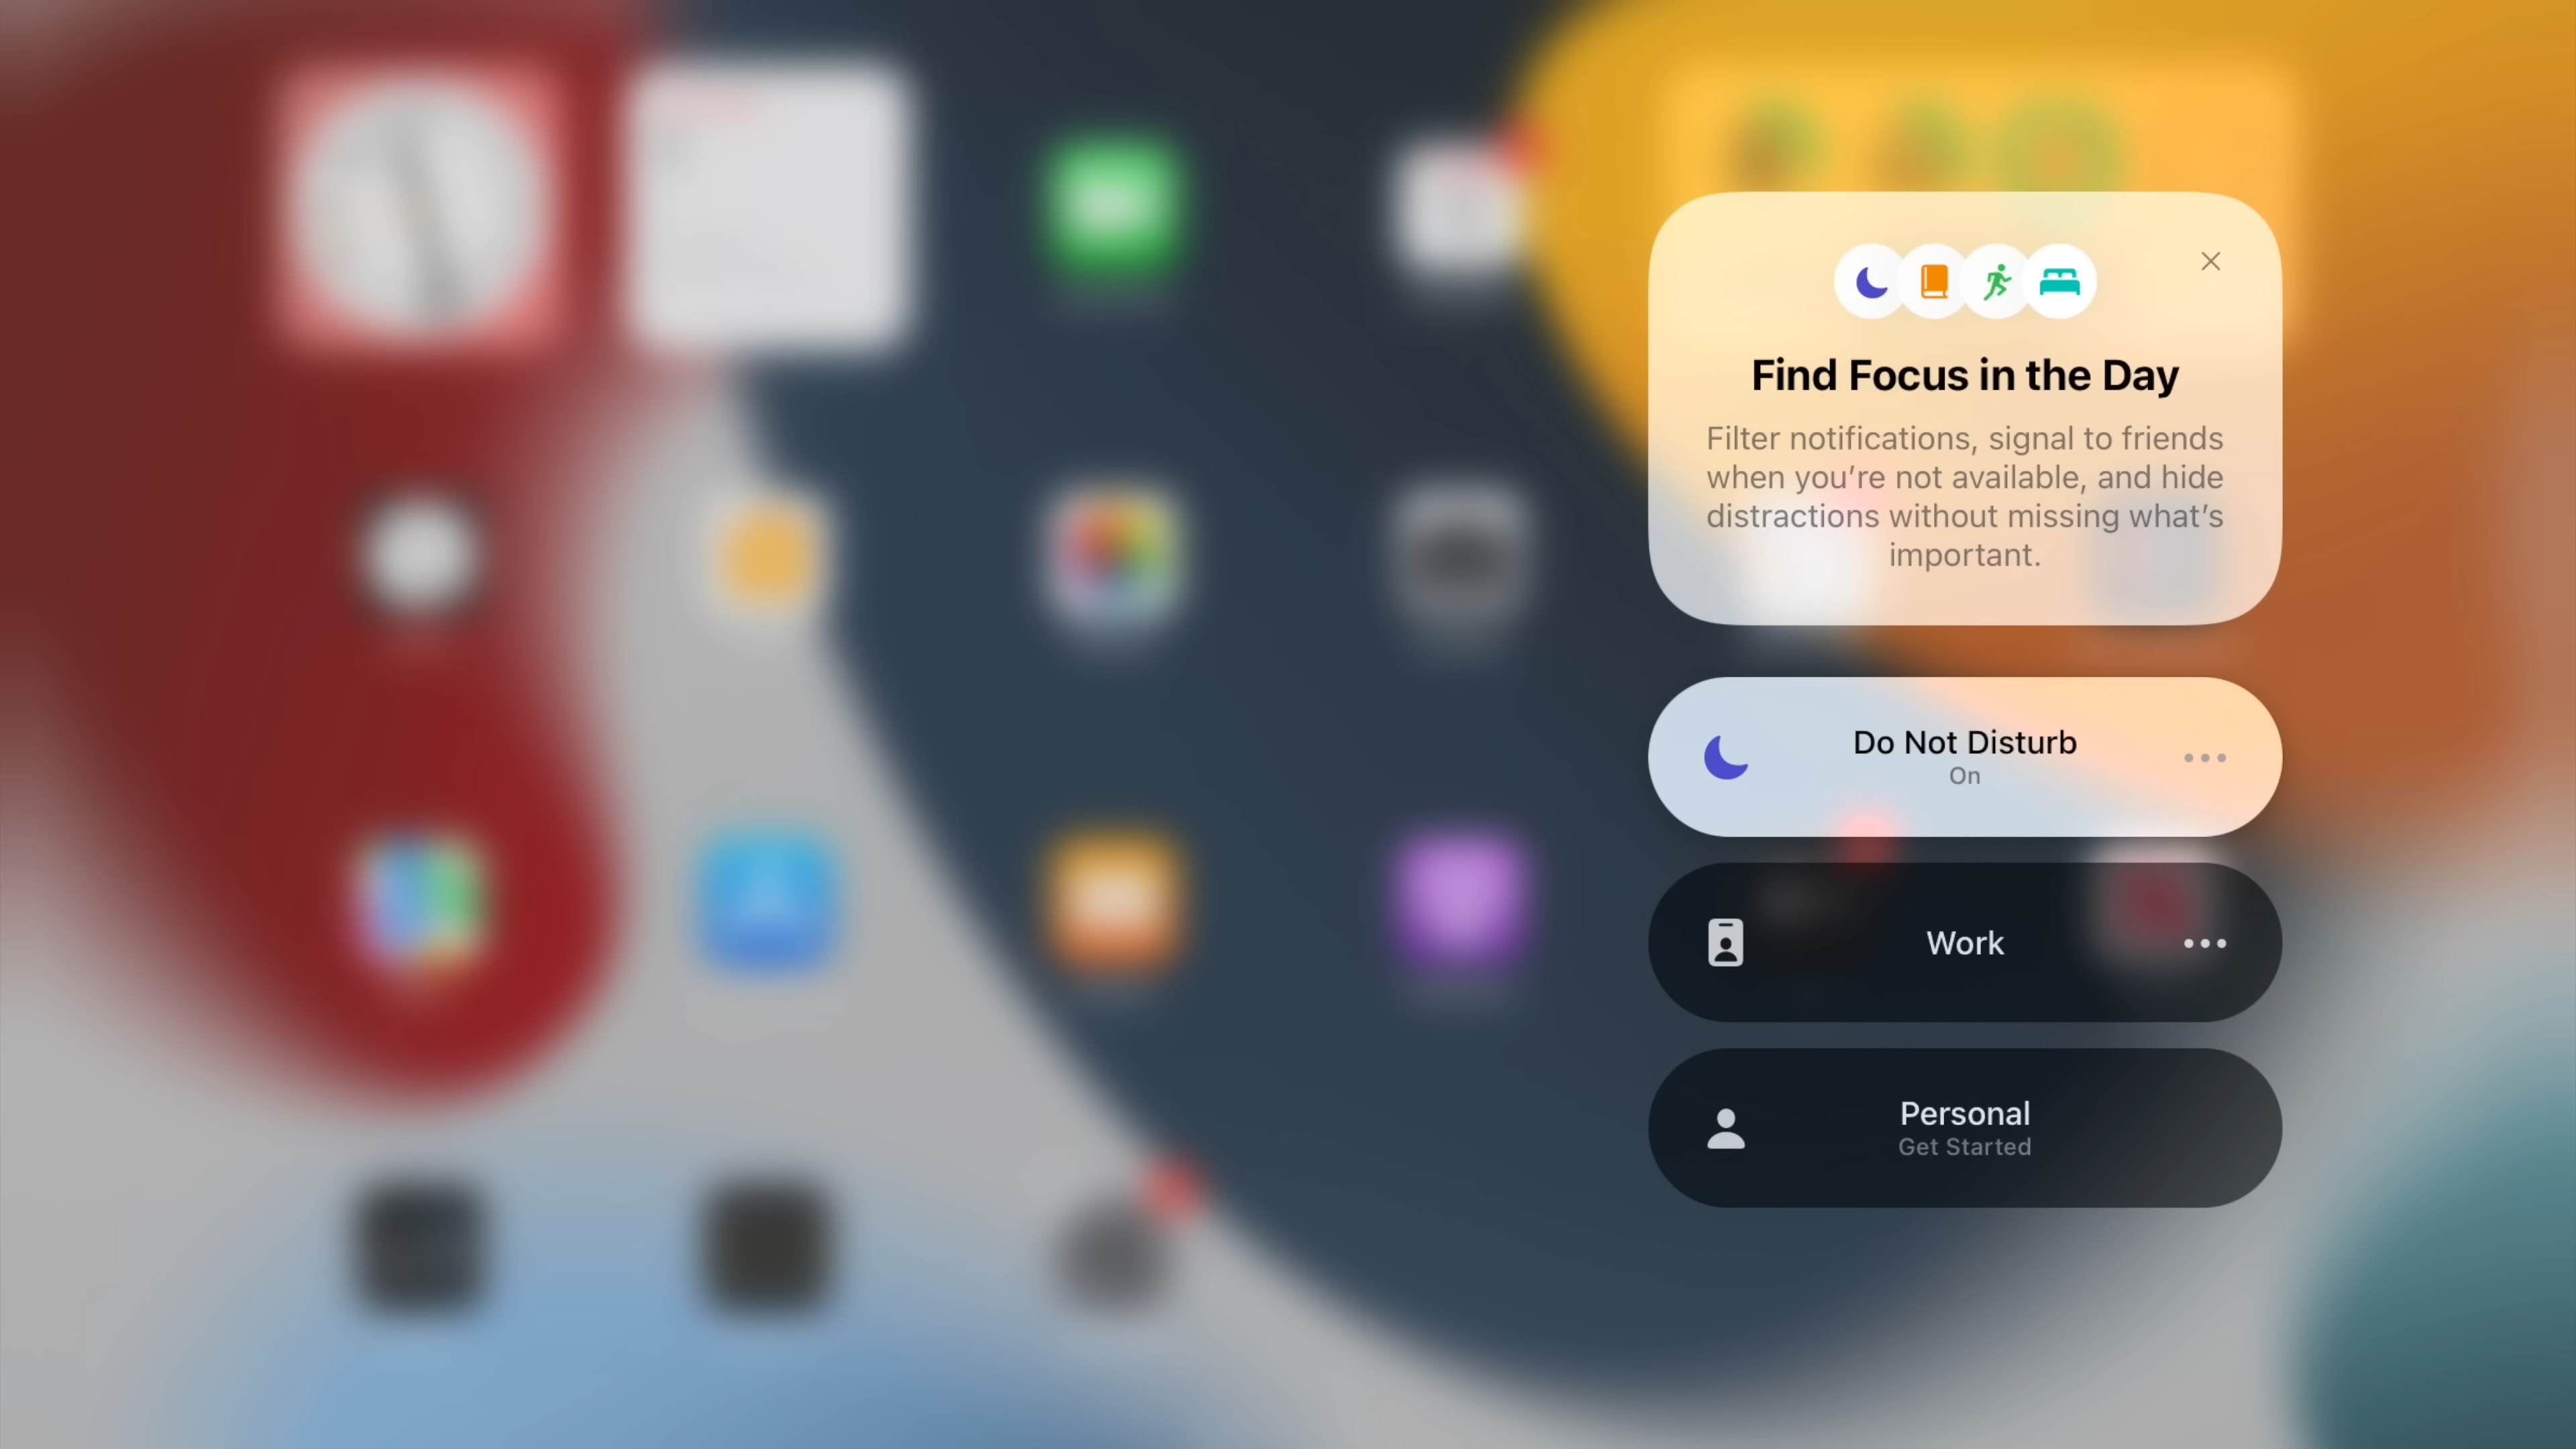 Find Focus in the Day
Filter notifications, signal to friends
when you’re not available, and hide
distractions without missing what’s
important.
Do Not Disturb
On
Work
Personal
Get Started